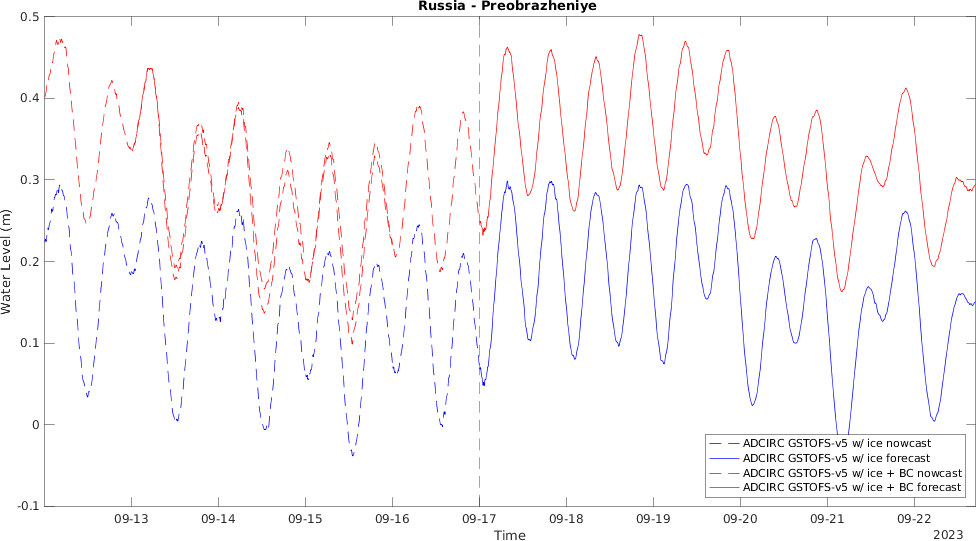 Russia - Preobrazheniye
Water Level (m)
0.5
0.4
0.3
0.2
0.1
0
-0.1
ADCIRC GSTOFS-v5 w/ ice nowcast
ADCIRC GSTOFS-v5 w/ ice forecast
ADCIRC GSTOFS-v5 w/ ice + BC nowcast
ADCIRC GSTOFS-v5 w/ ice + BC forecast
09-13 09-14 09-15 09-16 09-17 09-18 09-19 09-20 09-21 09-22
Time
2023